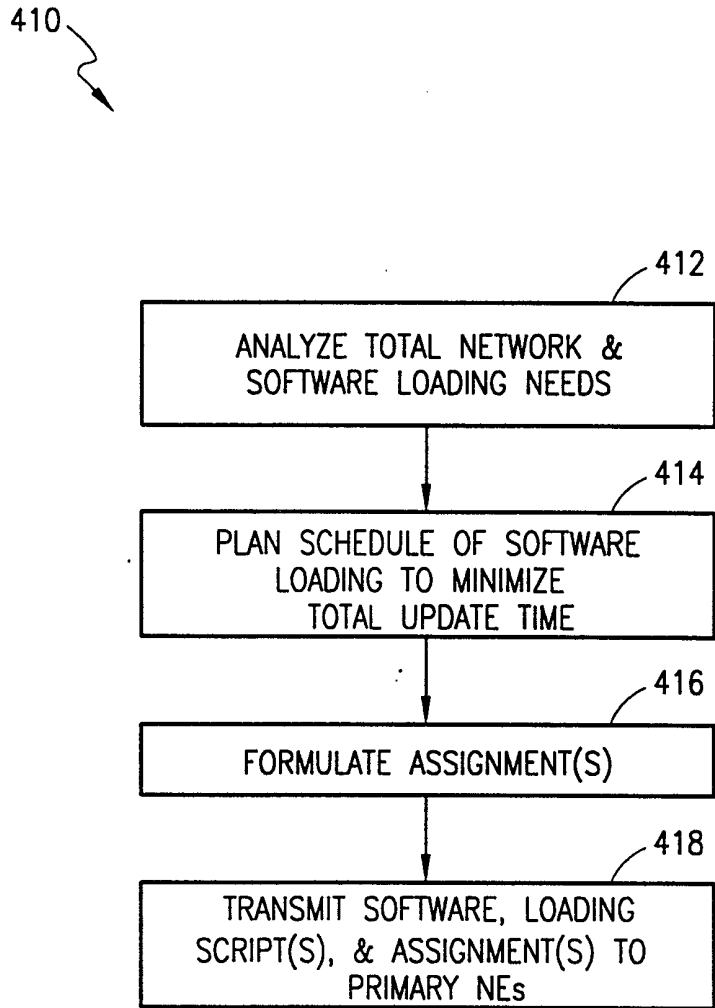 410
412
ANALYZE TOTAL NETWORK &
SOFTWARE LOADING NEEDS
414
PLAN SCHEDULE OF SOFTWARE
LOADING TO MINIMIZE
TOTAL UPDATE TIME
416
FORMULATE ASSIGNMENT(S)
418
TRANSMIT SOFTWARE, LOADING
SCRIPT(S), & ASSIGNMENT(S) TO
PRIMARY NEs